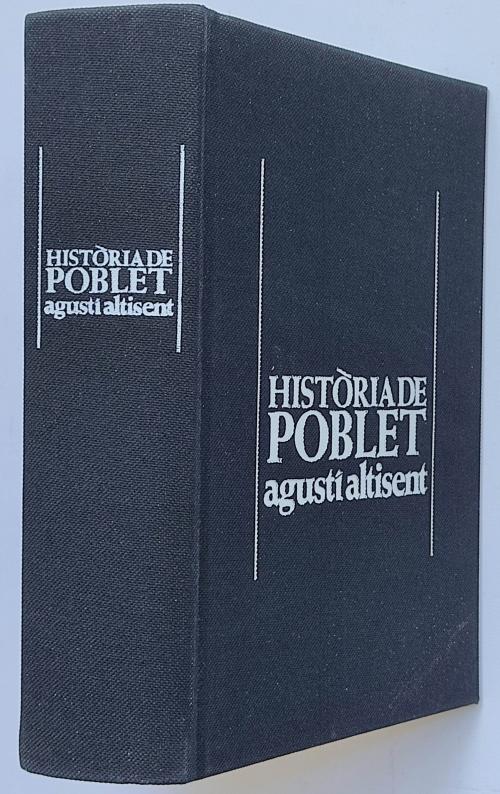 HISTÒRIA DE
POBLET
agustí altisent
HISTÒRIA DE
POBLET
agustí altisent